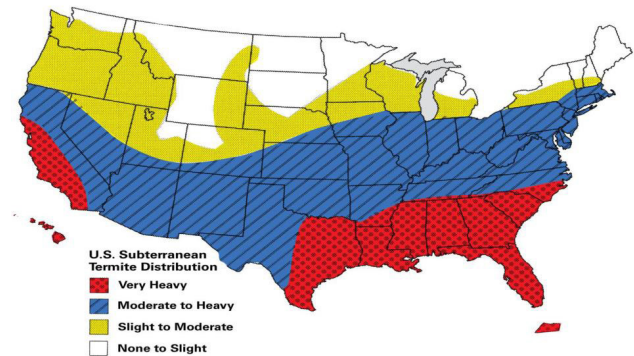 U.S. Subterranean
Termite Distribution
Very Heavy
Moderate to Heavy
Slight to Moderate
None to Slight